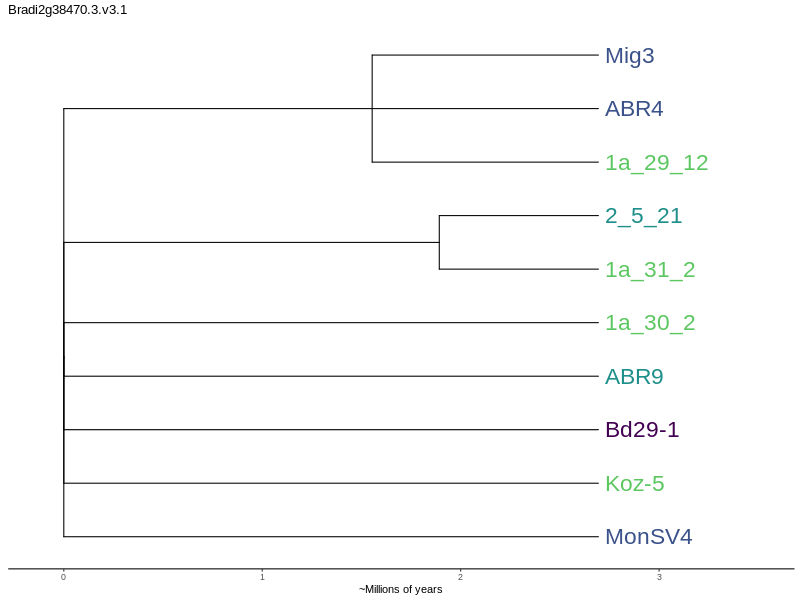 Bradi2g38470.3.v3.1
Mig3
ABR4
1a_29_12
2_5_21
1a_31_2
1a_30_2
ABR9
Bd29-1
Koz-5
MonSV4
0 1 2 3
~Millions of years